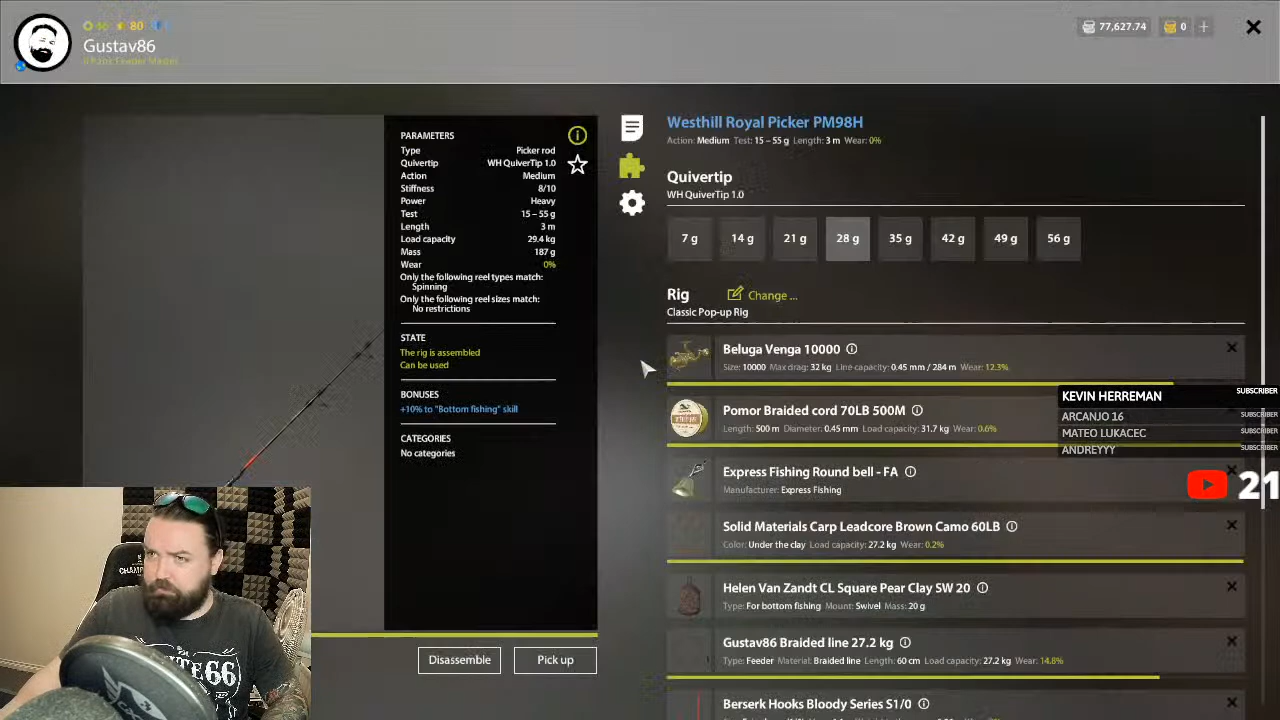 80
77,627.74
0
+
Gustav86
PARAMETERS
Type Picker rod
Quivertip WH QuiverTip 1.0
Action Medium
Stiffness 8/10
Power Heavy
Test 15 – 55 g
Length 3 m
Load capacity 29.4 kg
Mass 187 g
Wear 0%
Only the following reel types match:
Spinning
Only the following reel sizes match:
No restrictions
STATE
The rig is assembled
Can be used
BONUSES
+10% to "Bottom fishing" skill
CATEGORIES
No categories
Disassemble
Pick up
Westhill Royal Picker PM98H
Action: Medium Test: 15 – 55 g Length: 3 m Wear: 0%
Quivertip
WH QuiverTip 1.0
7 g 14 g 21 g 28 g 35 g 42 g 49 g 56 g
Rig Change ...
Classic Pop-up Rig
Beluga Venga 10000
Size: 10000 Max drag: 32 kg Line capacity: 0.45 mm / 284 m Wear: 12.3%
Pomor Braided cord 70LB 500M
Length: 500 m Diameter: 0.45 mm Load capacity: 31.7 kg Wear: 0.6%
Express Fishing Round bell - FA
Manufacturer: Express Fishing
Solid Materials Carp Leadcore Brown Camo 60LB
Color: Under the clay Load capacity: 27.2 kg Wear: 0.2%
Helen Van Zandt CL Square Pear Clay SW 20
Type: For bottom fishing Mount: Swivel Mass: 20 g
Gustav86 Braided line 27.2 kg
Type: Feeder Material: Braided line Length: 60 cm Load capacity: 27.2 kg Wear: 14.8%
Berserk Hooks Bloody Series S1/0
KEVIN HERREMAN SUBSCRIBER
ARCANJO 16 SUBSCRIBER
MATEO LUKACEC SUBSCRIBER
ANDREYYY SUBSCRIBER
21
CHAMP